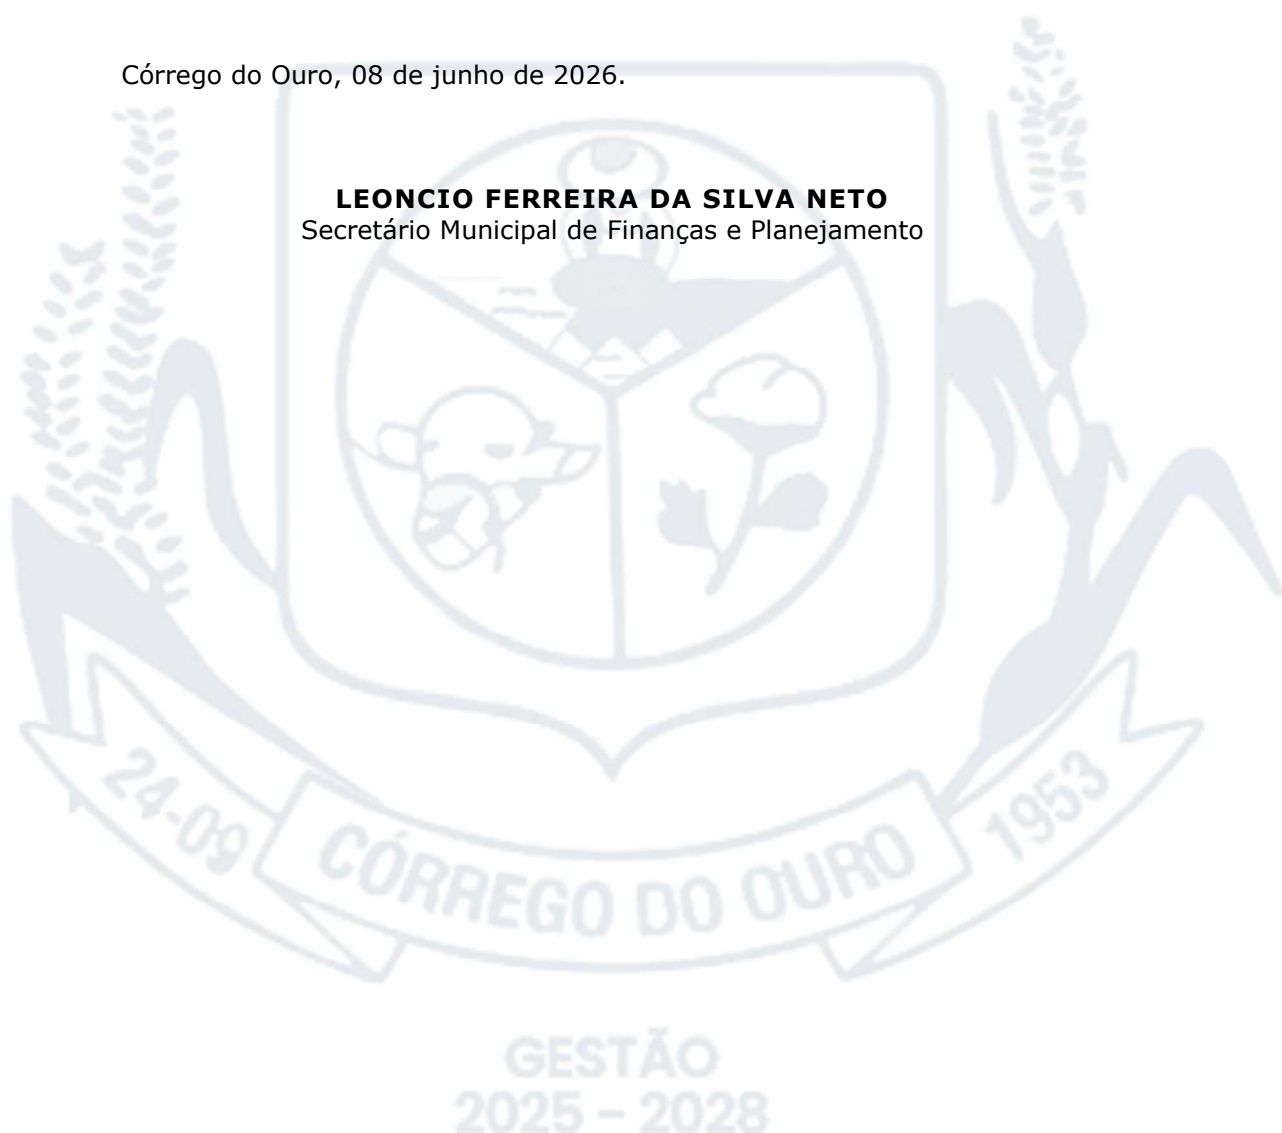 Córrego do Ouro, 08 de junho de 2026.
LEONCIO FERREIRA DA SILVA NETO
Secretário Municipal de Finanças e Planejamento
24-09
CÓRREGO DO OURO
1953
GESTÃO
2025 – 2028